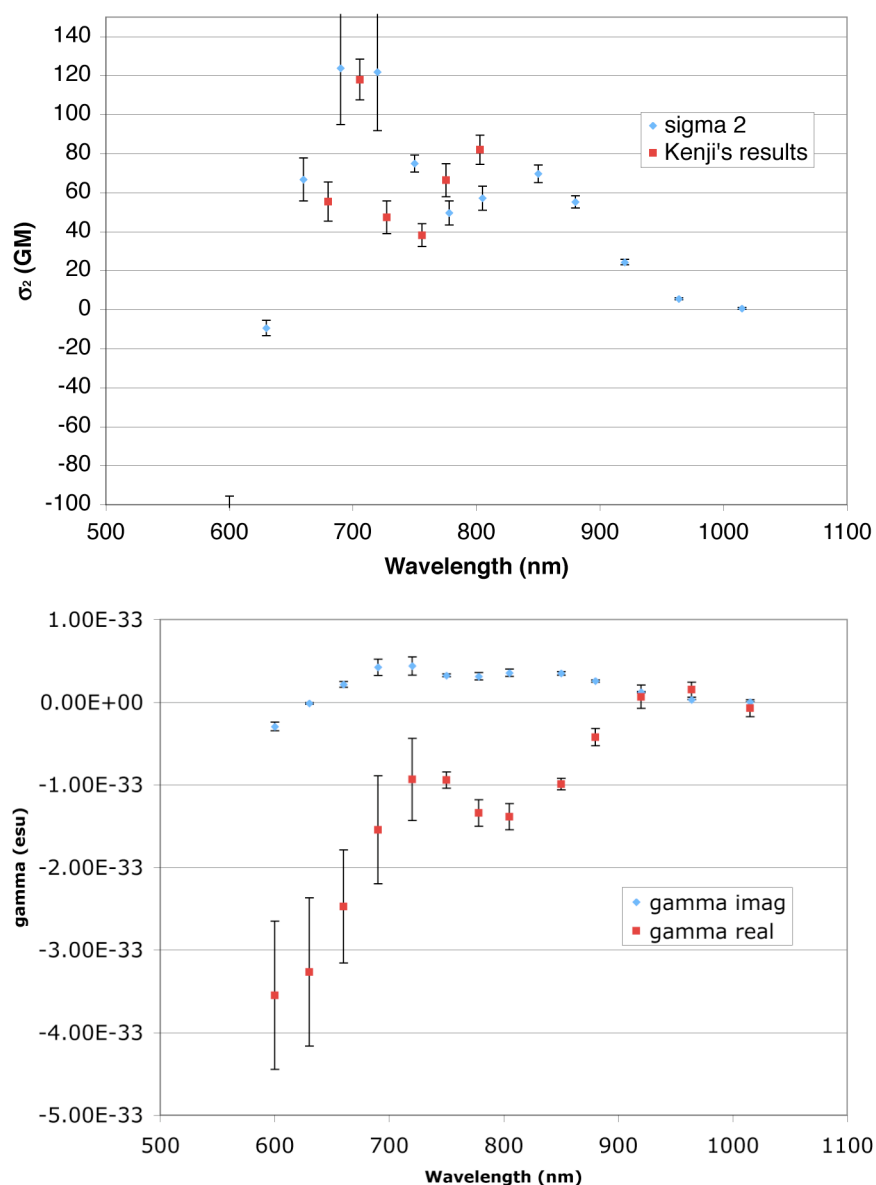 140
120
100
80
60
40
20
0
-20
-40
-60
-80
-100
σ₂ (GM)
sigma 2
Kenji's results
500 600 700 800 900 1000 1100
Wavelength (nm)
1.00E-33
0.00E+00
-1.00E-33
-2.00E-33
-3.00E-33
-4.00E-33
-5.00E-33
gamma (esu)
gamma imag
gamma real
500 600 700 800 900 1000 1100
Wavelength (nm)